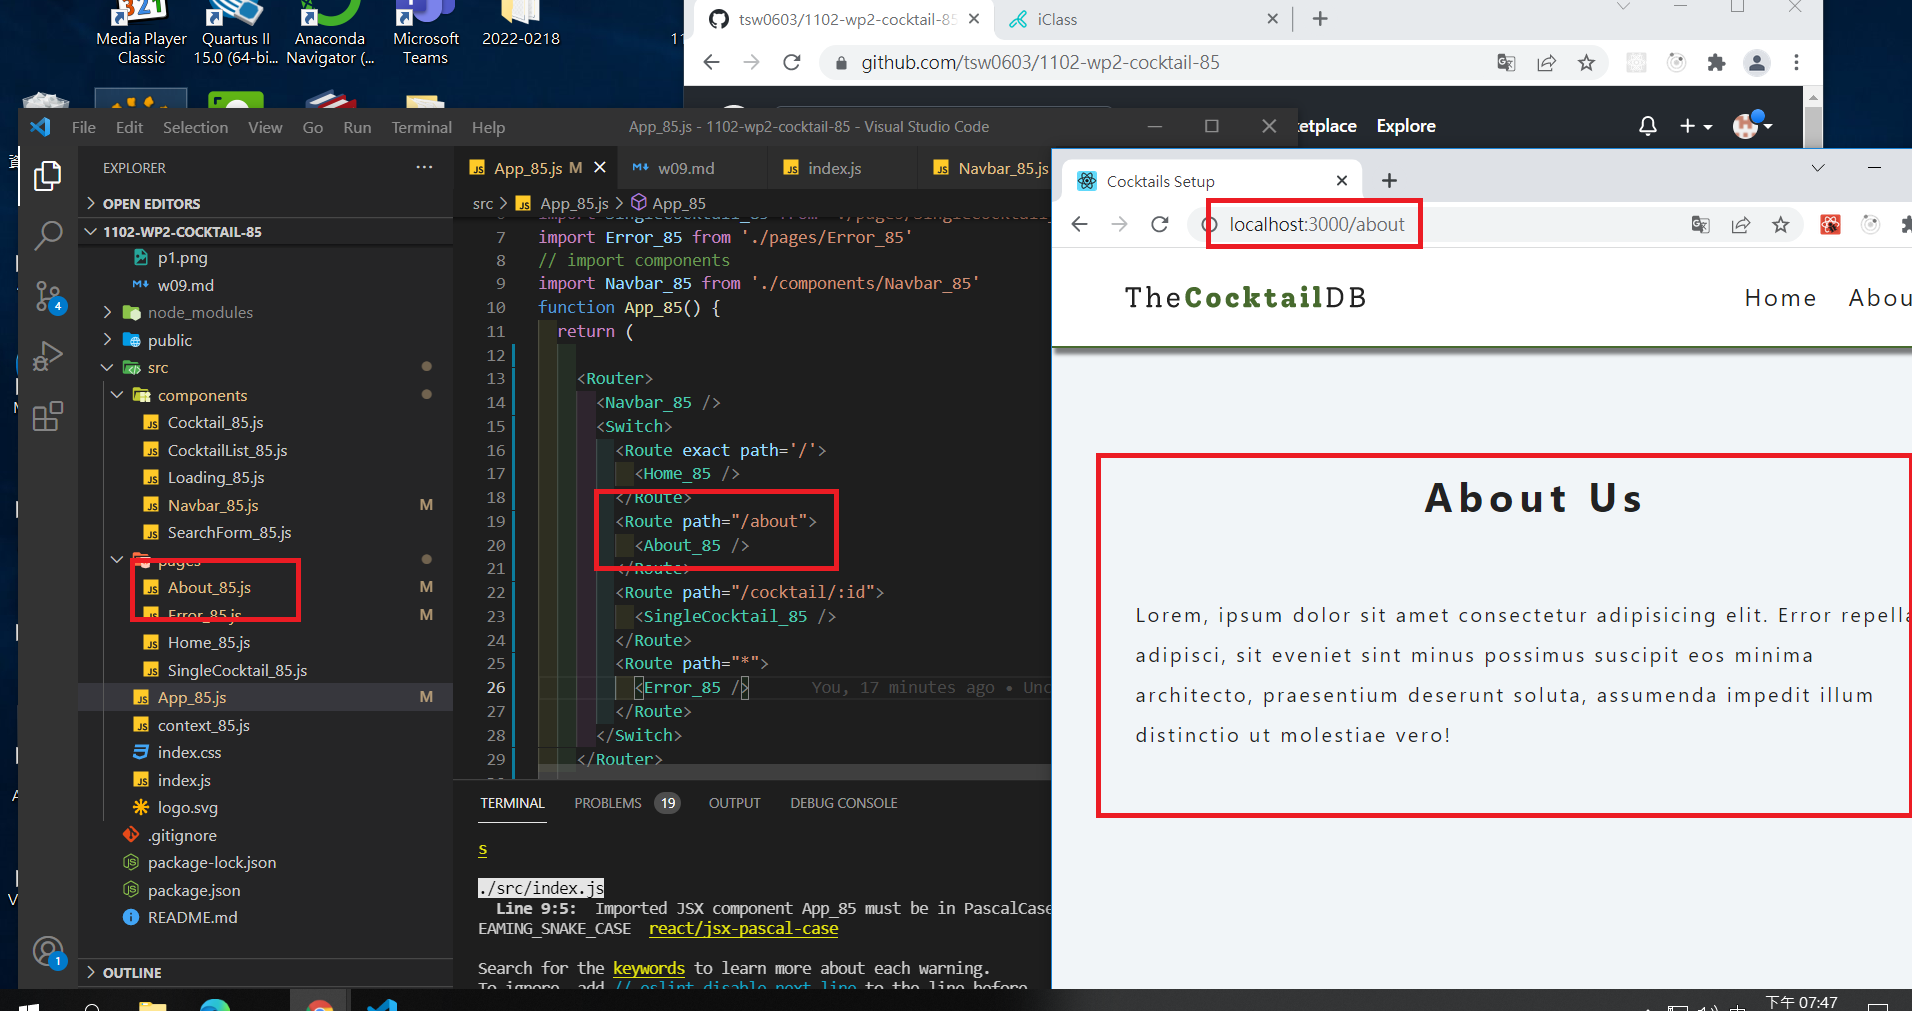 Media Player
Classic
Quartus II
15.0 (64-bi...
Anaconda
Navigator (...
Microsoft
Teams
2022-0218
tsw0603/1102-wp2-cocktail-85
iClass
github.com/tsw0603/1102-wp2-cocktail-85
etplace
Explore
File
Edit
Selection
View
Go
Run
Terminal
Help
App_85.js - 1102-wp2-cocktail-85 - Visual Studio Code
EXPLORER
OPEN EDITORS
1102-WP2-COCKTAIL-85
p1.png
w09.md
node_modules
public
src
components
Cocktail_85.js
CocktailList_85.js
Loading_85.js
Navbar_85.js M
SearchForm_85.js
pages
About_85.js M
Error_85.js M
Home_85.js
SingleCocktail_85.js
App_85.js M
context_85.js
index.css
index.js
logo.svg
.gitignore
package-lock.json
package.json
README.md
OUTLINE
4
1
App_85.js M
w09.md
index.js
Navbar_85.js
src > App_85.js > App_85
7 import Error_85 from './pages/Error_85'
8 // import components
9 import Navbar_85 from './components/Navbar_85'
10 function App_85() {
11 return (
12
13 <Router>
14 <Navbar_85 />
15 <Switch>
16 <Route exact path='/'>
17 <Home_85 />
18 </Route>
19 <Route path="/about">
20 <About_85 />
21 </Route>
22 <Route path="/cocktail/:id">
23 <SingleCocktail_85 />
24 </Route>
25 <Route path="*">
26 <Error_85 /> You, 17 minutes ago • Unc
27 </Route>
28 </Switch>
29 </Router>
TERMINAL
PROBLEMS 19
OUTPUT
DEBUG CONSOLE
s
./src/index.js
Line 9:5: Imported JSX component App_85 must be in PascalCase
EAMING_SNAKE_CASE react/jsx-pascal-case
Search for the keywords to learn more about each warning.
To ignore, add // eslint-disable-next-line to the line before
Cocktails Setup
localhost:3000/about
TheCocktailDB
Home
Abou
About Us
Lorem, ipsum dolor sit amet consectetur adipisicing elit. Error repella
adipisci, sit eveniet sint minus possimus suscipit eos minima
architecto, praesentium deserunt soluta, assumenda impedit illum
distinctio ut molestiae vero!
下午 07:47